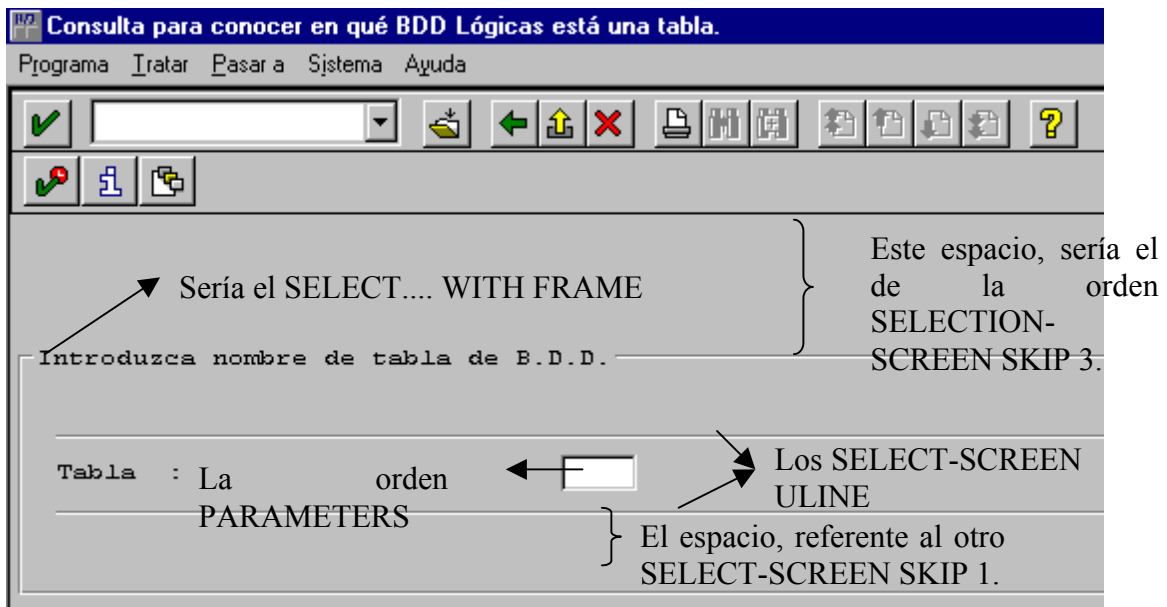 Consulta para conocer en qué BDD Lógicas está una tabla.
Programa Tratar Pasar a Sistema Ayuda
Este espacio, sería el
de la orden
SELECTION-
SCREEN SKIP 3.
Sería el SELECT.... WITH FRAME
Introduzca nombre de tabla de B.D.D.
Tabla :
La orden
PARAMETERS
Los SELECT-SCREEN
ULINE
El espacio, referente al otro
SELECT-SCREEN SKIP 1.